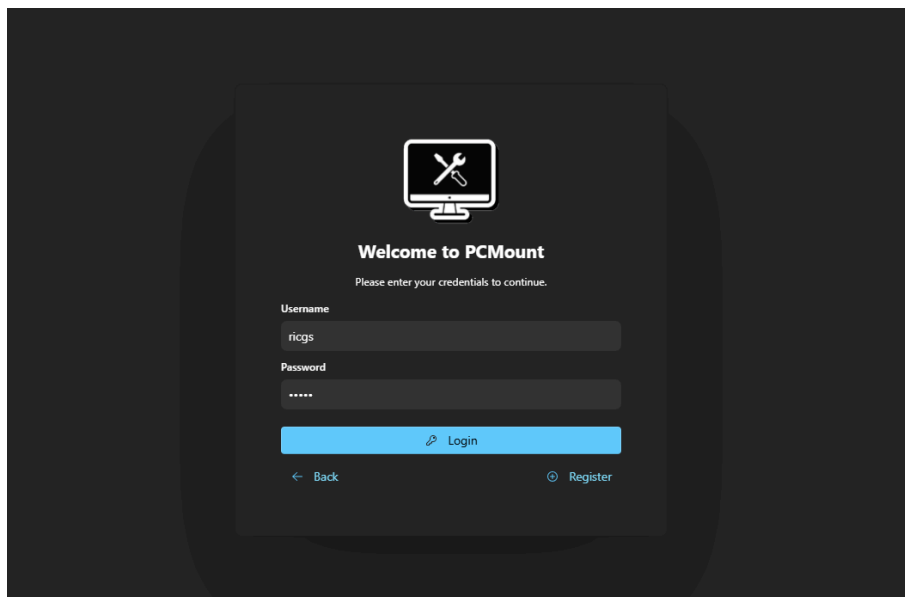 Welcome to PCMount
Please enter your credentials to continue.
Username
ricgs
Password
•••••
Login
Back
Register